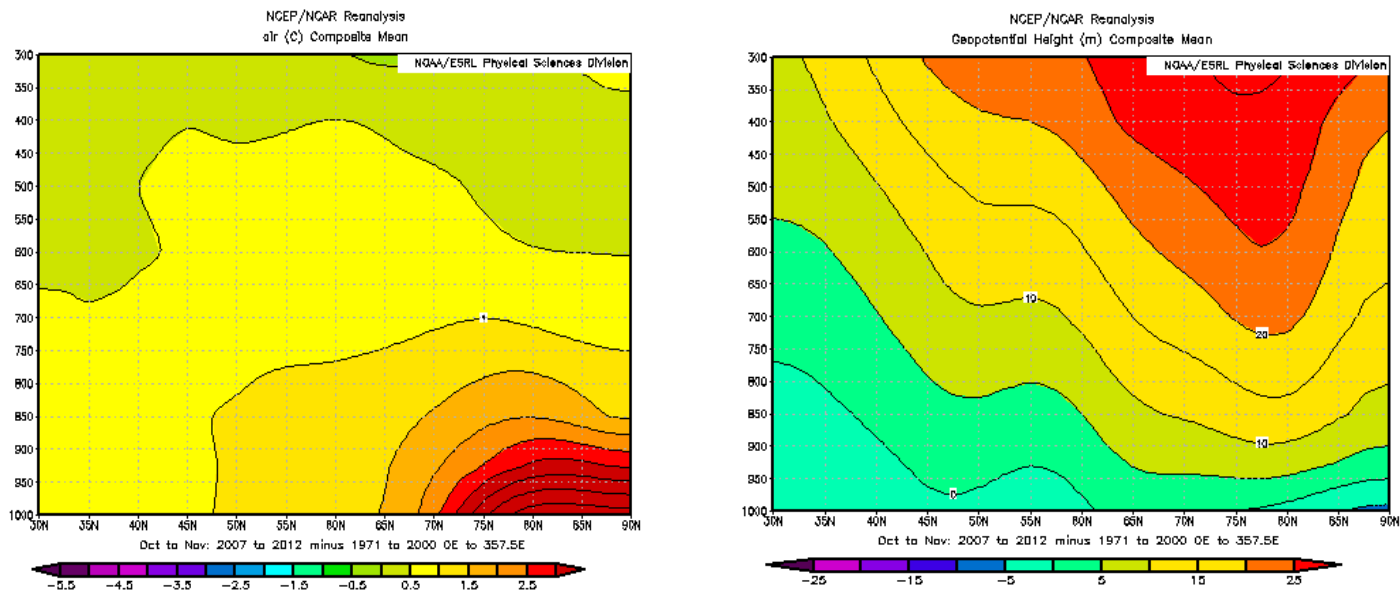 NCEP/NCAR Reanalysis
air (C) Composite Mean
NOAA/ESRL Physical Sciences Division
300
350
400
450
500
550
600
650
700
750
800
850
900
950
1000
1
30N 35N 40N 45N 50N 55N 60N 65N 70N 75N 80N 85N 90N
Oct to Nov: 2007 to 2012 minus 1971 to 2000 0E to 357.5E
-5.5 -4.5 -3.5 -2.5 -1.5 -0.5 0.5 1.5 2.5
NCEP/NCAR Reanalysis
Geopotential Height (m) Composite Mean
NOAA/ESRL Physical Sciences Division
300
350
400
450
500
550
600
650
700
750
800
850
900
950
1000
10
20
10
0
30N 35N 40N 45N 50N 55N 60N 65N 70N 75N 80N 85N 90N
Oct to Nov: 2007 to 2012 minus 1971 to 2000 0E to 357.5E
-25 -15 -5 5 15 25